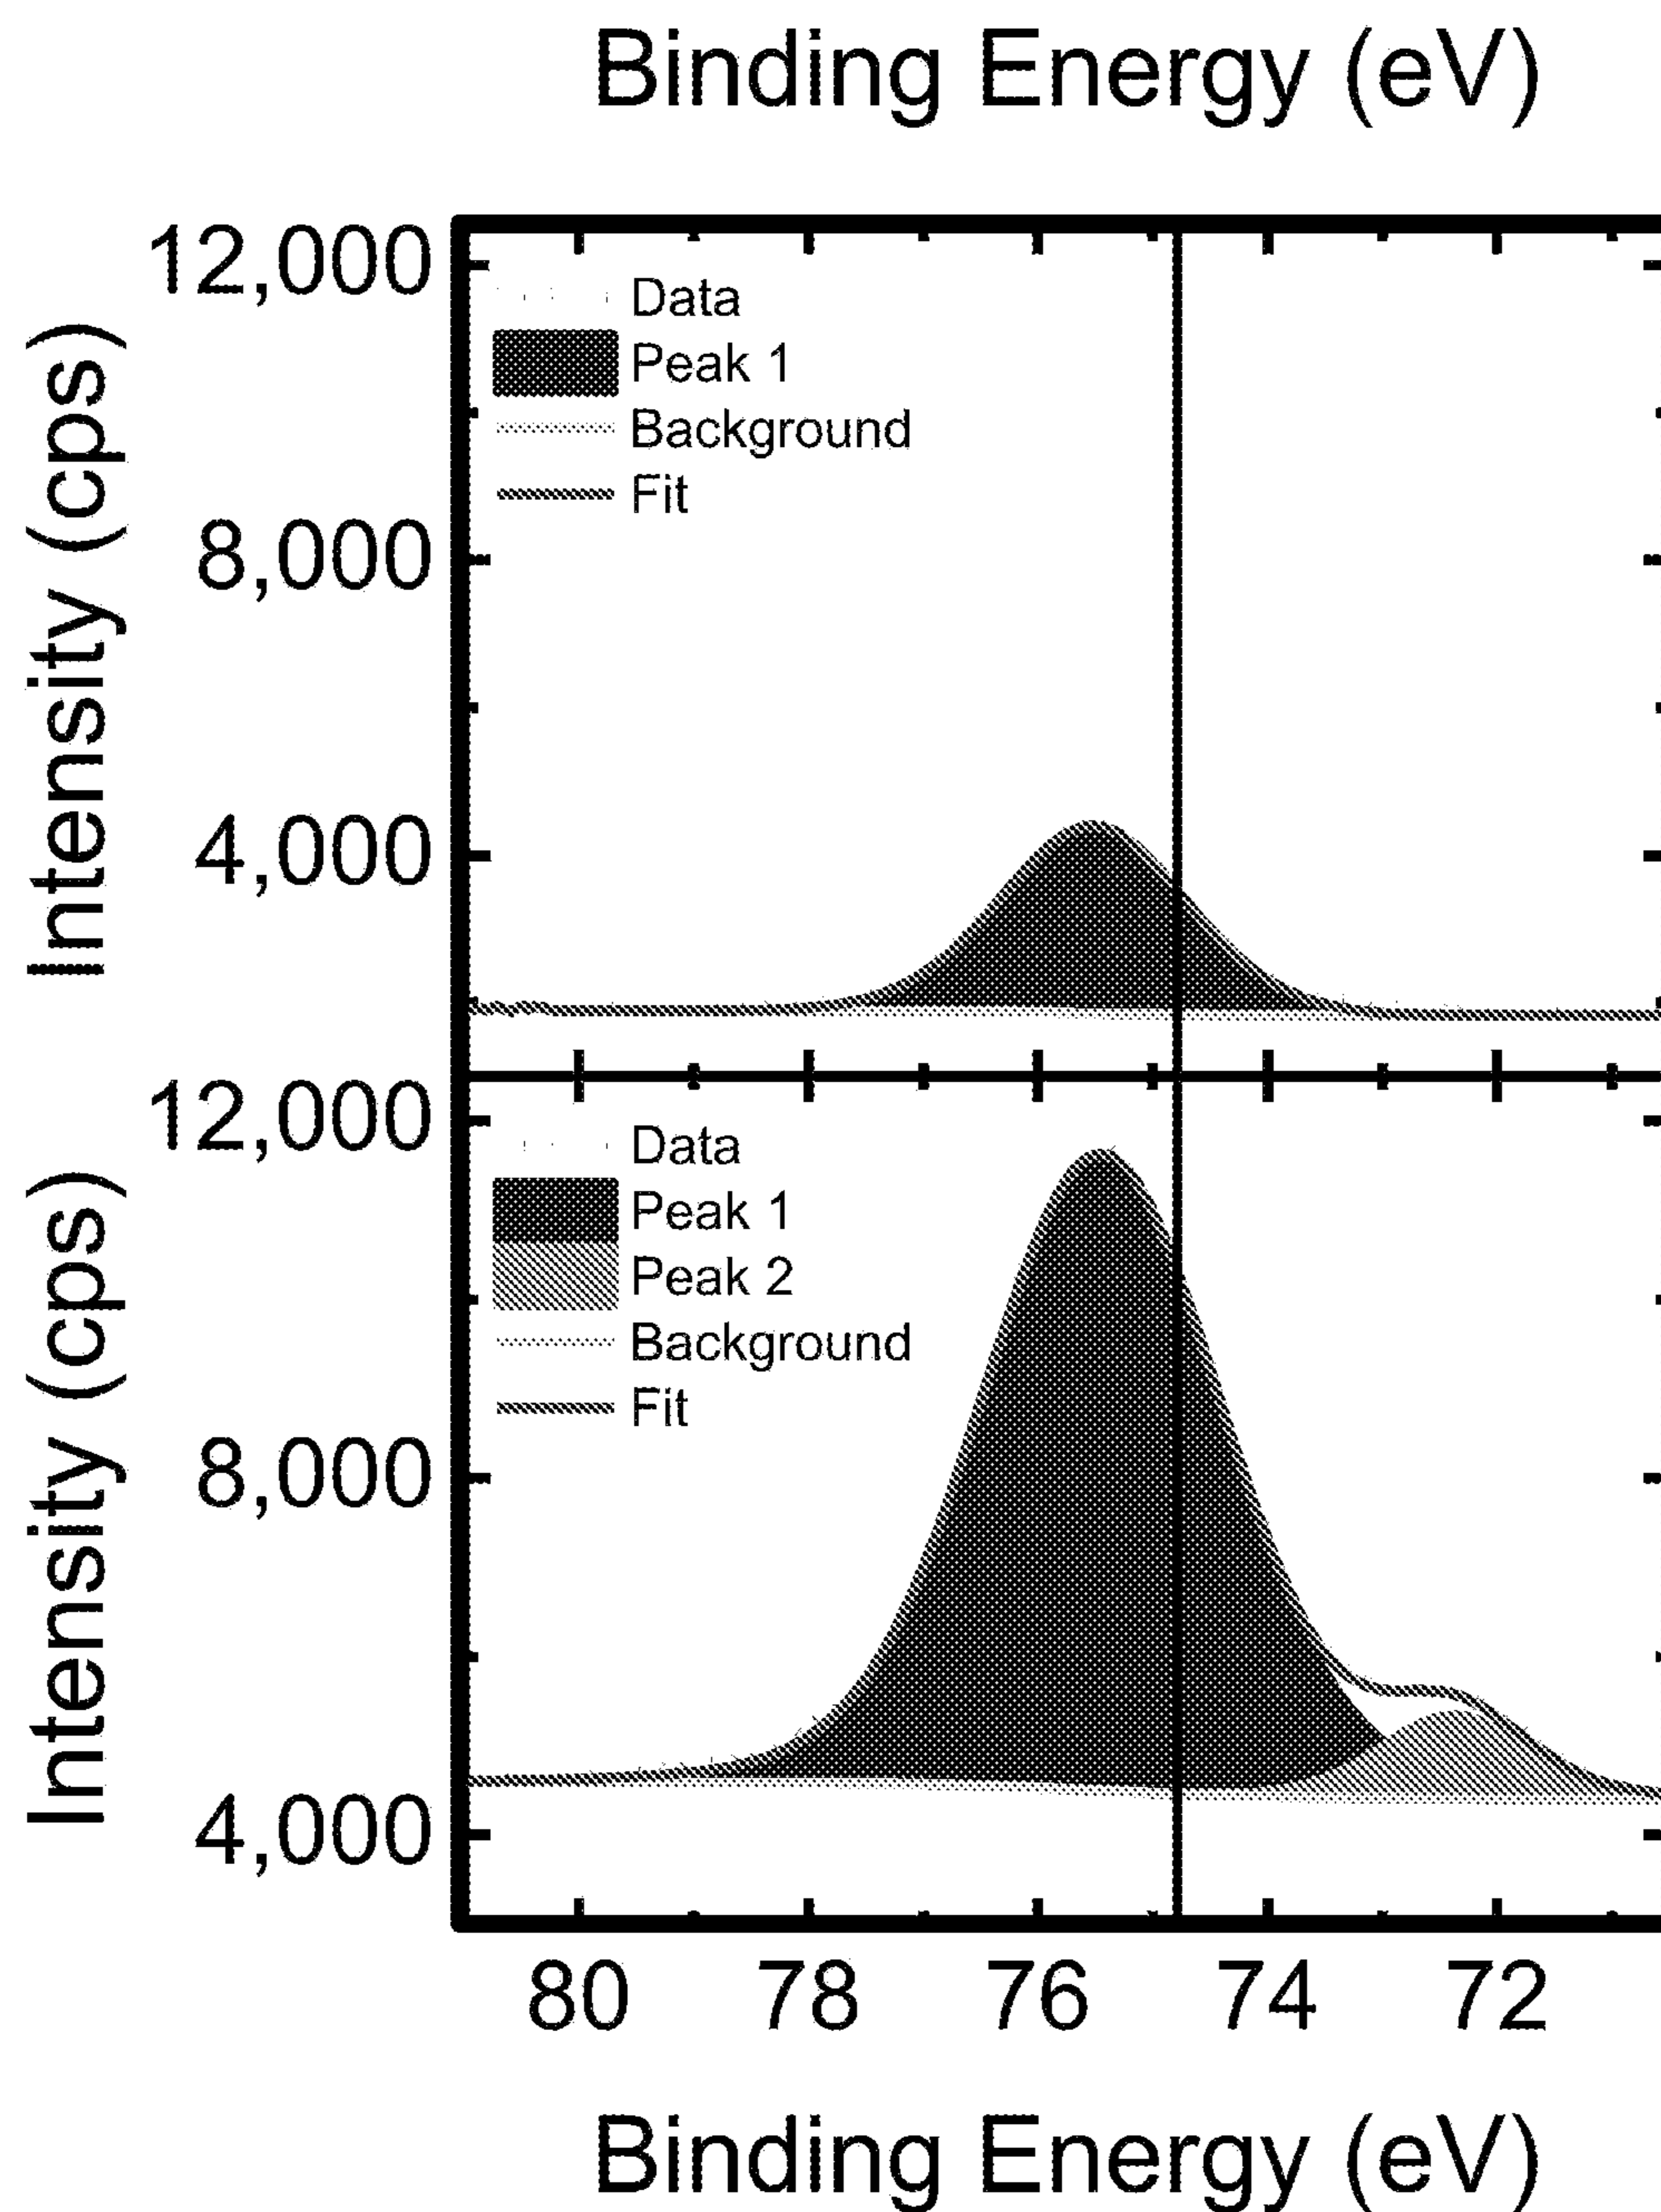 Binding Energy (eV)
12,000
8,000
4,000
Intensity (cps)
Data
Peak 1
Background
Fit
12,000
8,000
4,000
Intensity (cps)
Data
Peak 1
Peak 2
Background
Fit
80 78 76 74 72
Binding Energy (eV)